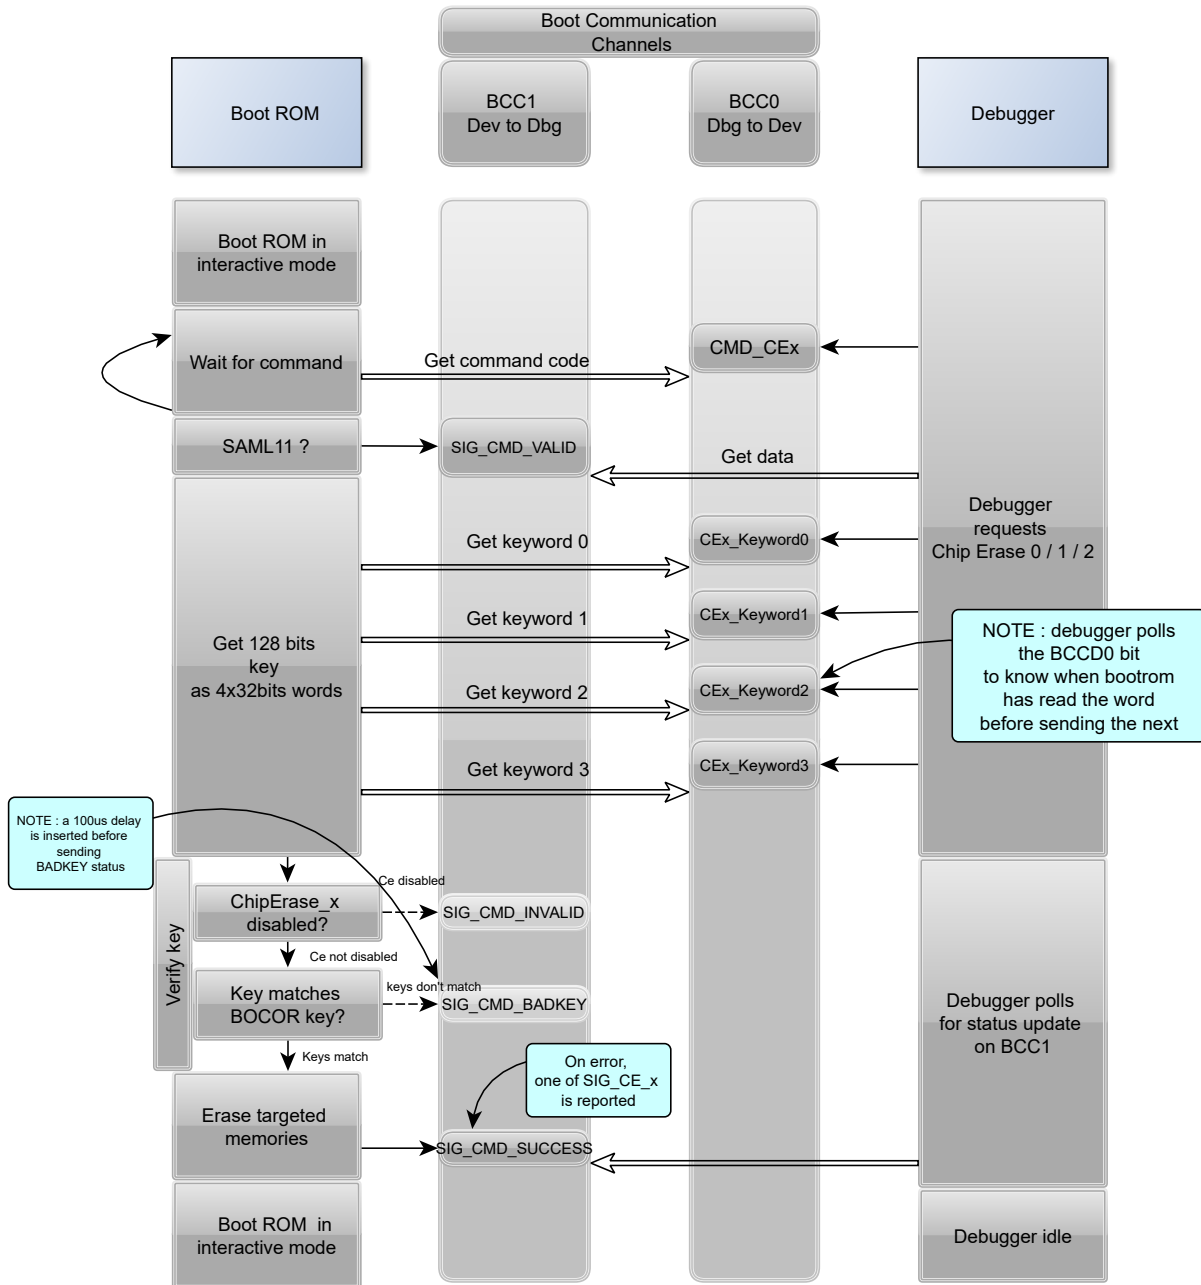 Boot Communication
Channels
Boot ROM
BCC1
Dev to Dbg
BCC0
Dbg to Dev
Debugger
Boot ROM in
interactive mode
Wait for command
Get command code
CMD_CEx
SAML11 ?
SIG_CMD_VALID
Get data
Debugger
requests
Chip Erase 0 / 1 / 2
Get keyword 0
CEx_Keyword0
Get keyword 1
CEx_Keyword1
Get 128 bits
key
as 4x32bits words
NOTE : debugger polls
the BCCD0 bit
to know when bootrom
has read the word
before sending the next
Get keyword 2
CEx_Keyword2
Get keyword 3
CEx_Keyword3
NOTE : a 100us delay
is inserted before
sending
BADKEY status
Verify key
ChipErase_x
disabled?
Ce disabled
SIG_CMD_INVALID
Ce not disabled
Key matches
BOCOR key?
keys don't match
SIG_CMD_BADKEY
Debugger polls
for status update
on BCC1
Keys match
On error,
one of SIG_CE_x
is reported
Erase targeted
memories
SIG_CMD_SUCCESS
Boot ROM  in
interactive mode
Debugger idle